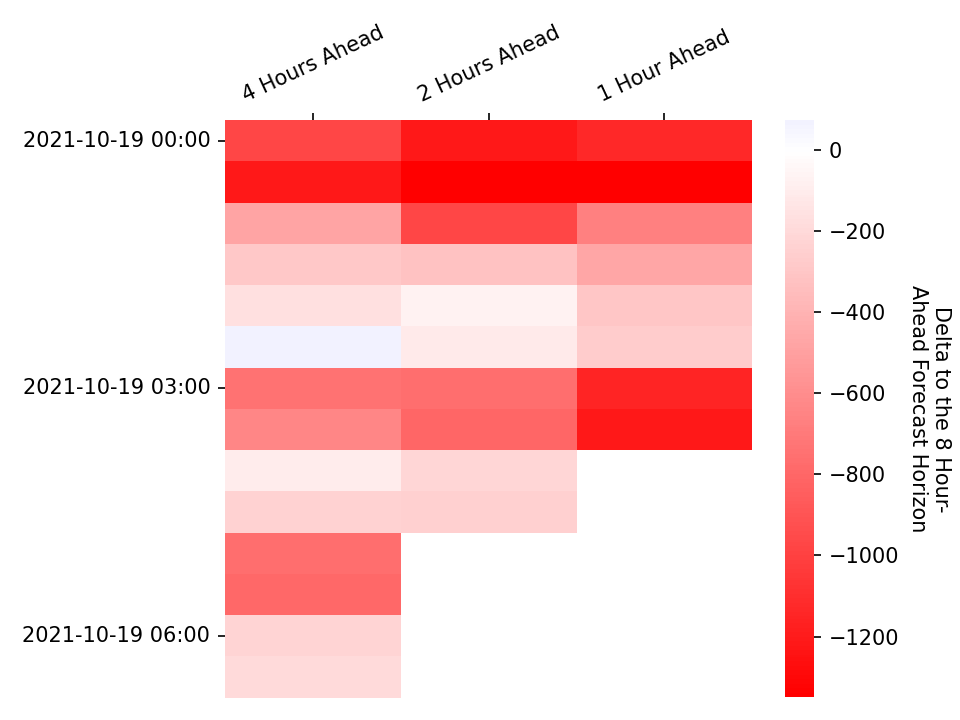 4 Hours Ahead
2 Hours Ahead
1 Hour Ahead
2021-10-19 00:00
2021-10-19 03:00
2021-10-19 06:00
0
−200
−400
−600
−800
−1000
−1200
Delta to the 8 Hour-
Ahead Forecast Horizon